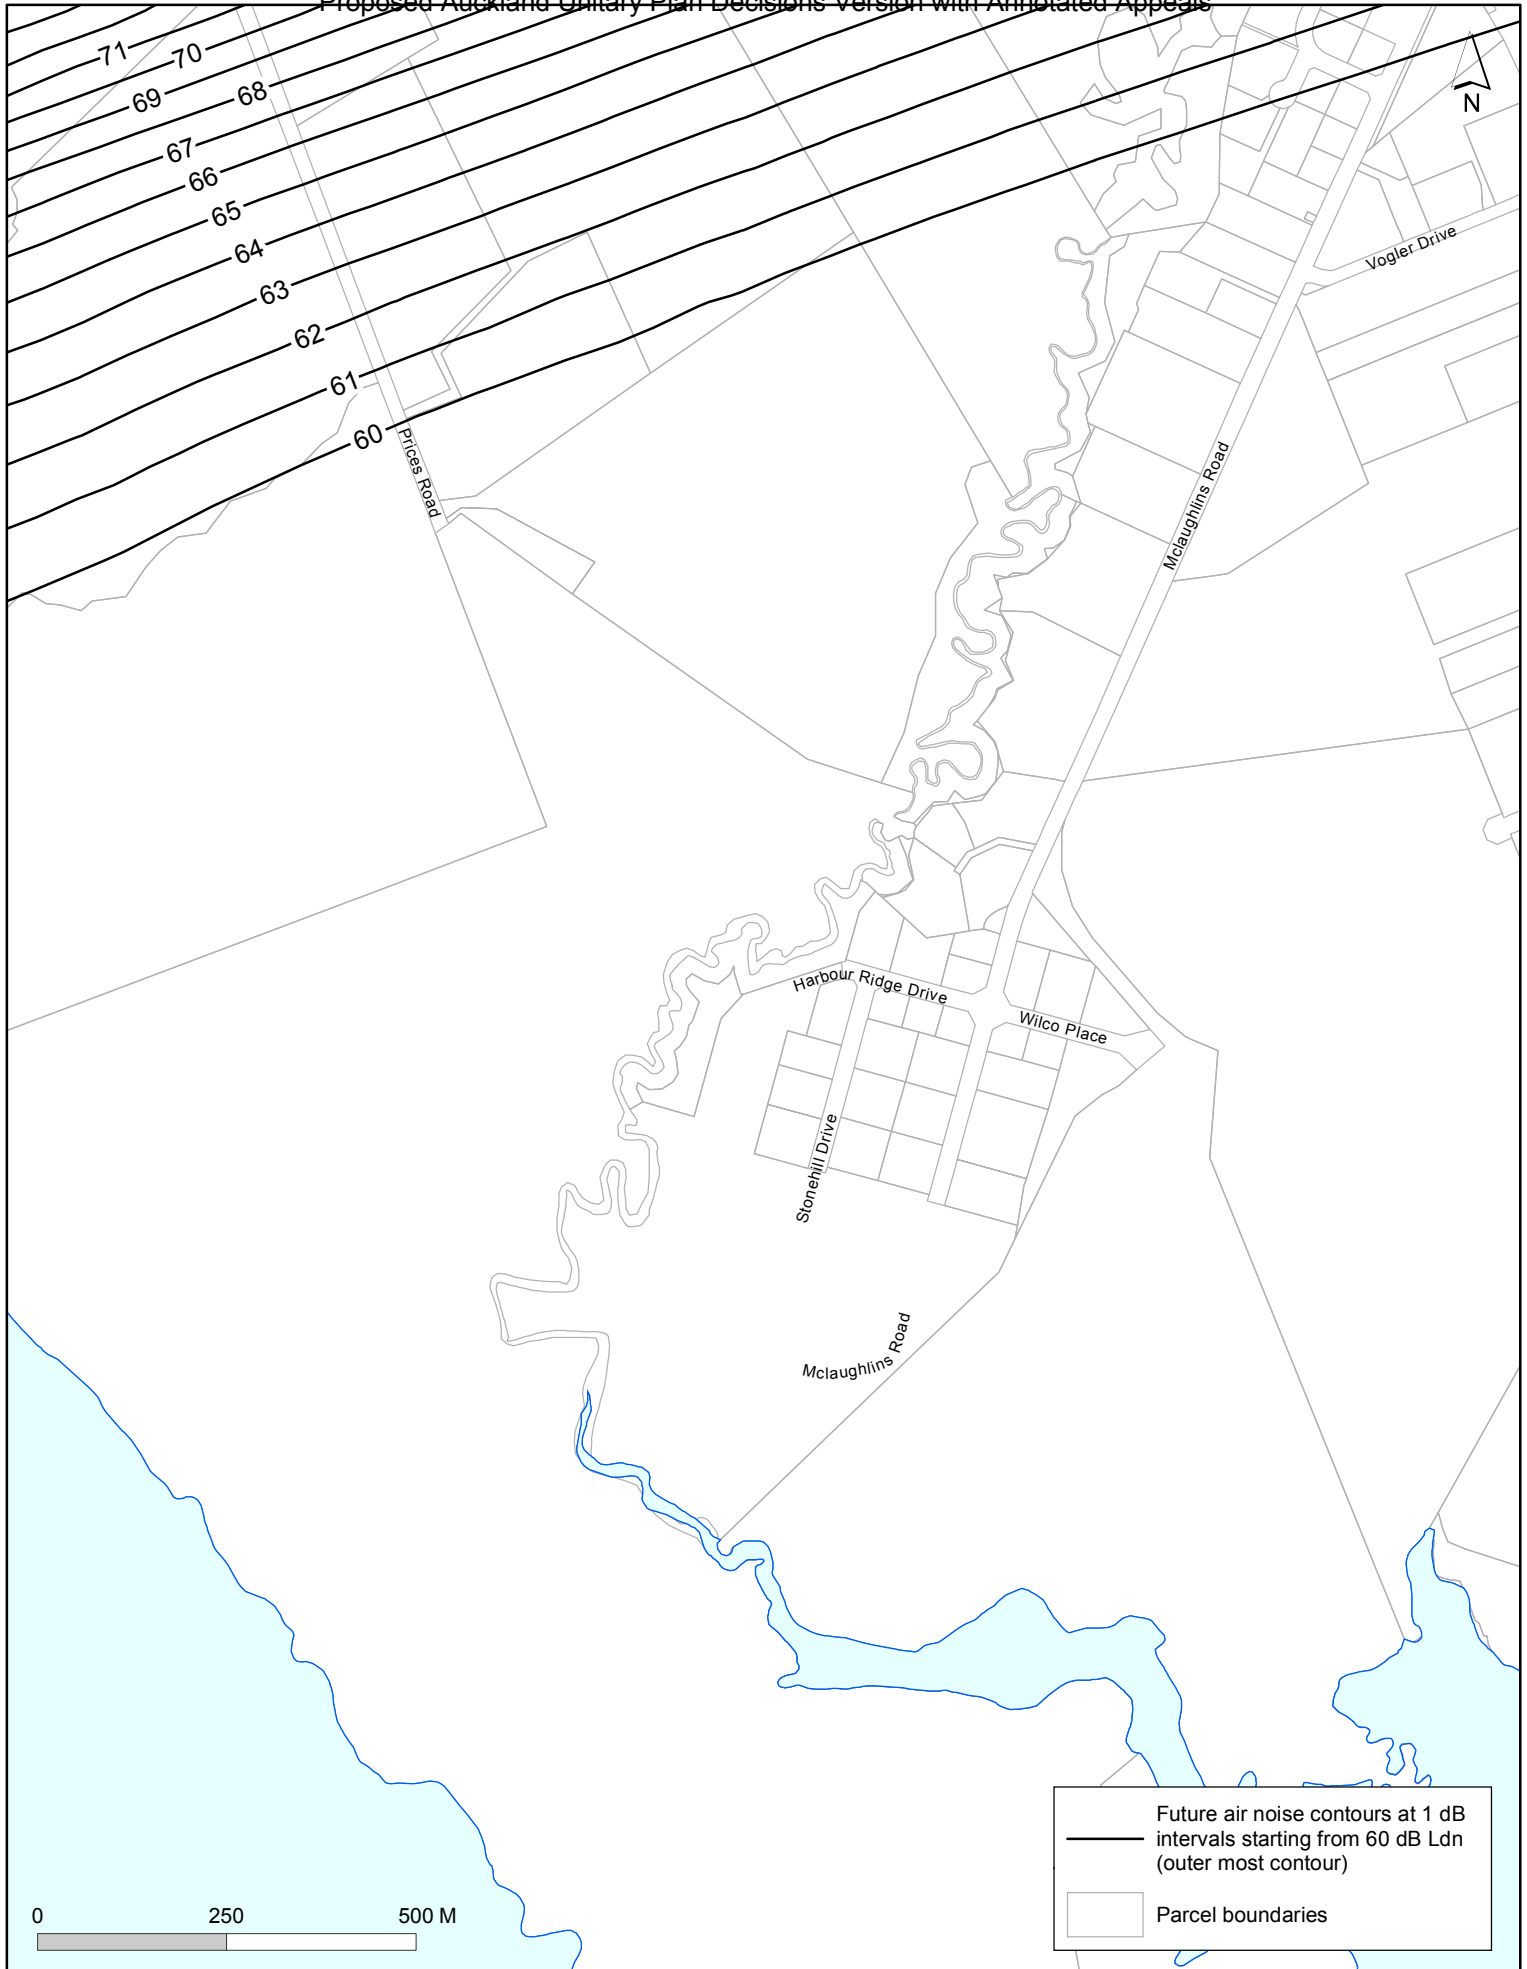 Proposed Auckland Unitary Plan Decisions Version with Annotated Appeals
71
70
69
68
67
66
65
64
63
62
61
60
N
Vogler Drive
Prices Road
Mclaughlins Road
Harbour Ridge Drive
Wilco Place
Stonehill Drive
Mclaughlins Road
Future air noise contours at 1 dB
intervals starting from 60 dB Ldn
(outer most contour)
Parcel boundaries
0 250 500 M